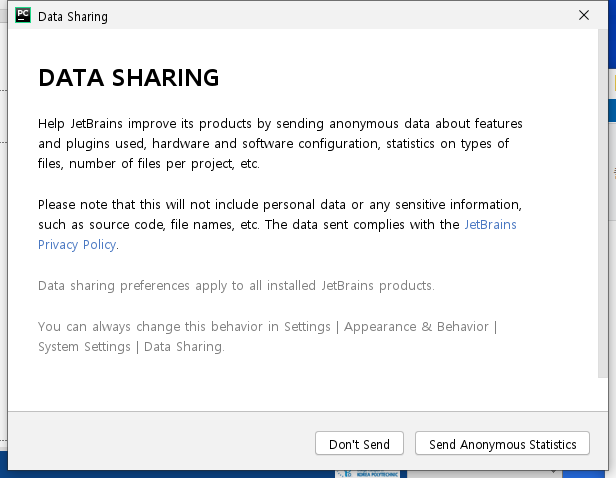 PC
Data Sharing
DATA SHARING
Help JetBrains improve its products by sending anonymous data about features
and plugins used, hardware and software configuration, statistics on types of
files, number of files per project, etc.
Please note that this will not include personal data or any sensitive information,
such as source code, file names, etc. The data sent complies with the JetBrains
Privacy Policy.
Data sharing preferences apply to all installed JetBrains products.
You can always change this behavior in Settings | Appearance & Behavior |
System Settings | Data Sharing.
Don't Send
Send Anonymous Statistics
KOREA POLYTECHNIC